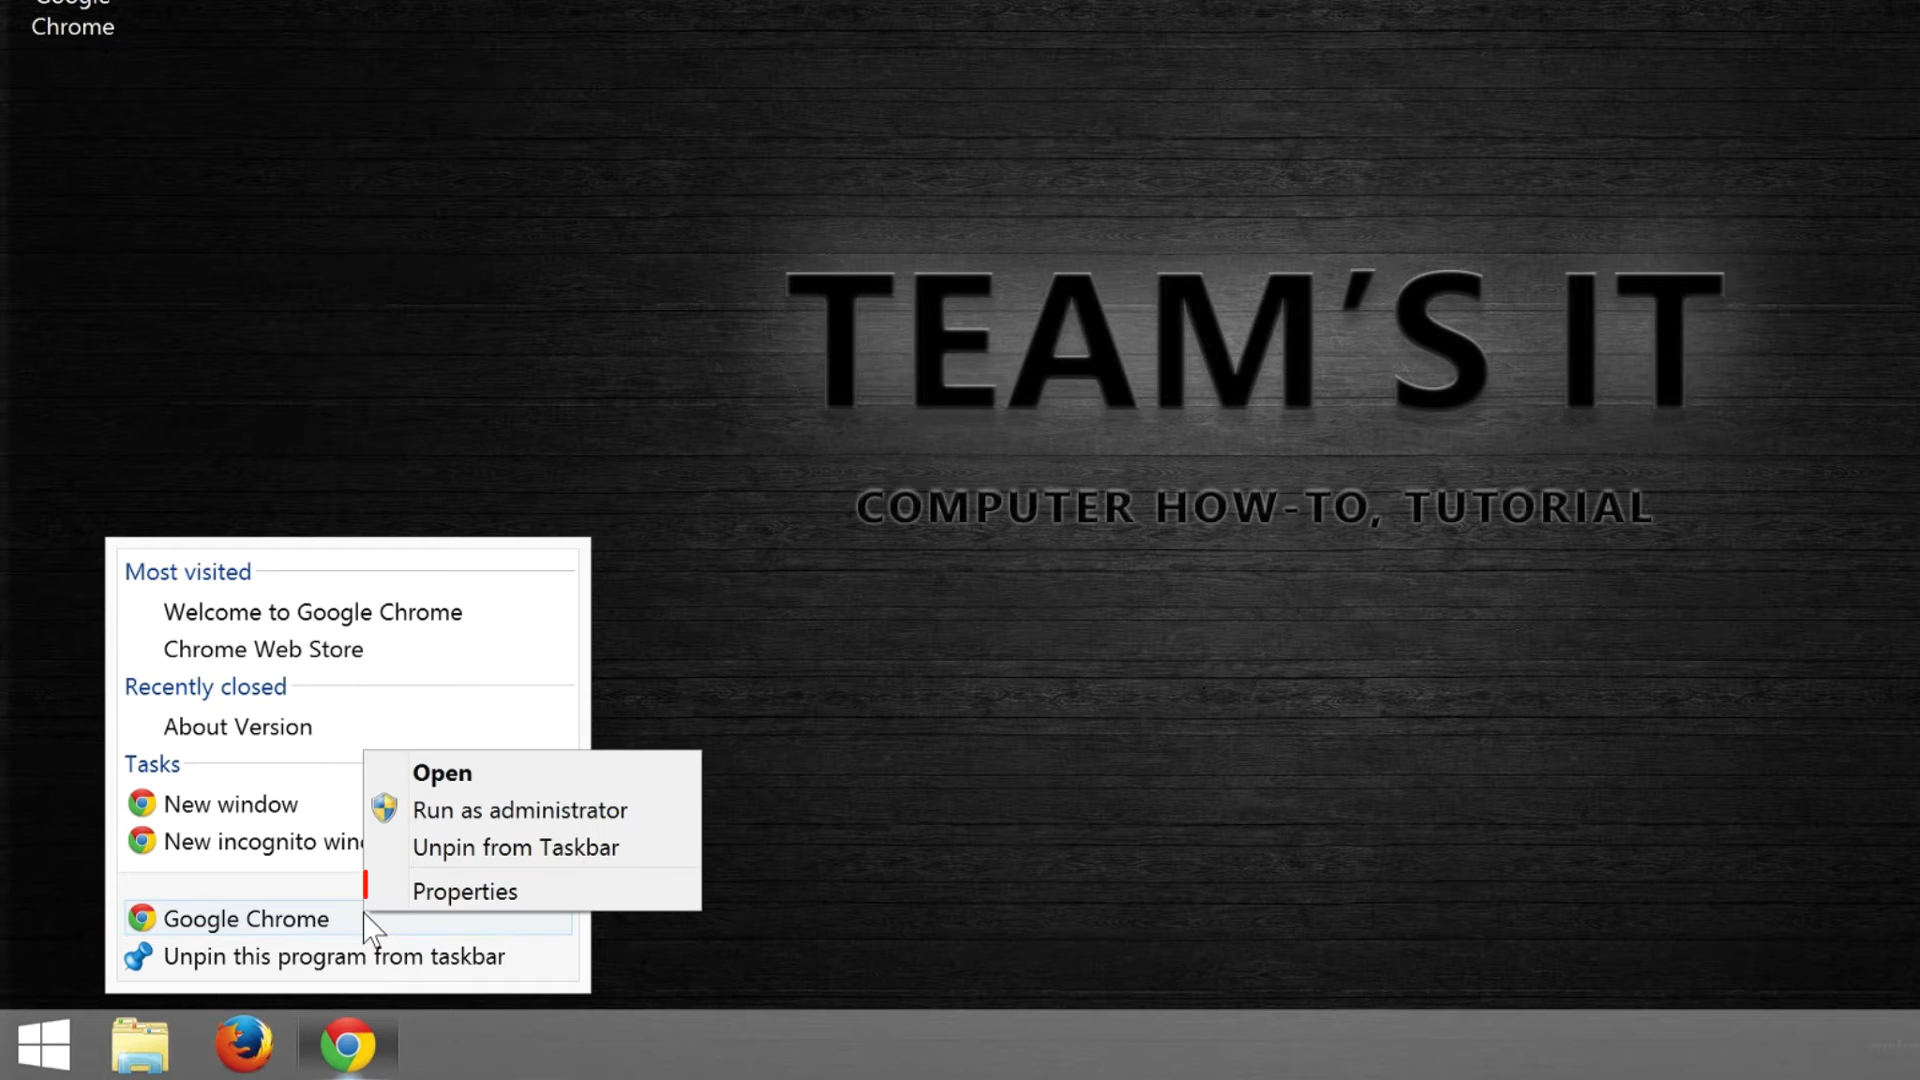 Google
Chrome
TEAM'S IT
COMPUTER HOW-TO, TUTORIAL
Most visited
Welcome to Google Chrome
Chrome Web Store
Recently closed
About Version
Tasks
New window
New incognito win
Google Chrome
Unpin this program from taskbar
Open
Run as administrator
Unpin from Taskbar
Properties